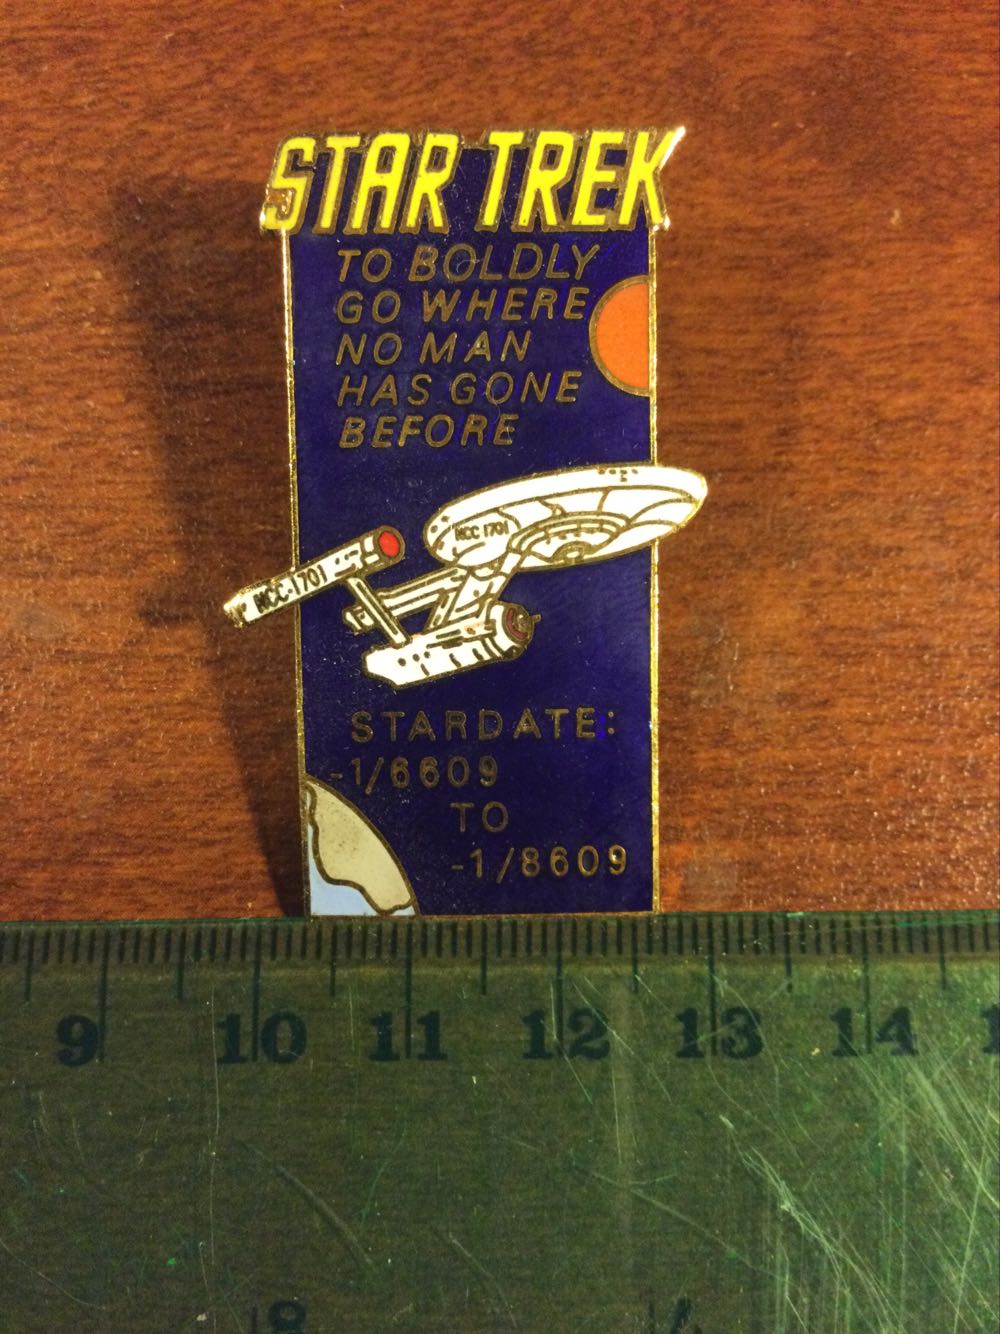 STAR TREK
TO BOLDLY
GO WHERE
NO MAN
HAS GONE
BEFORE
NCC 1701
NCC-1701
STARDATE:
-1/6609
TO
-1/8609
9 10 11 12 13 14
8